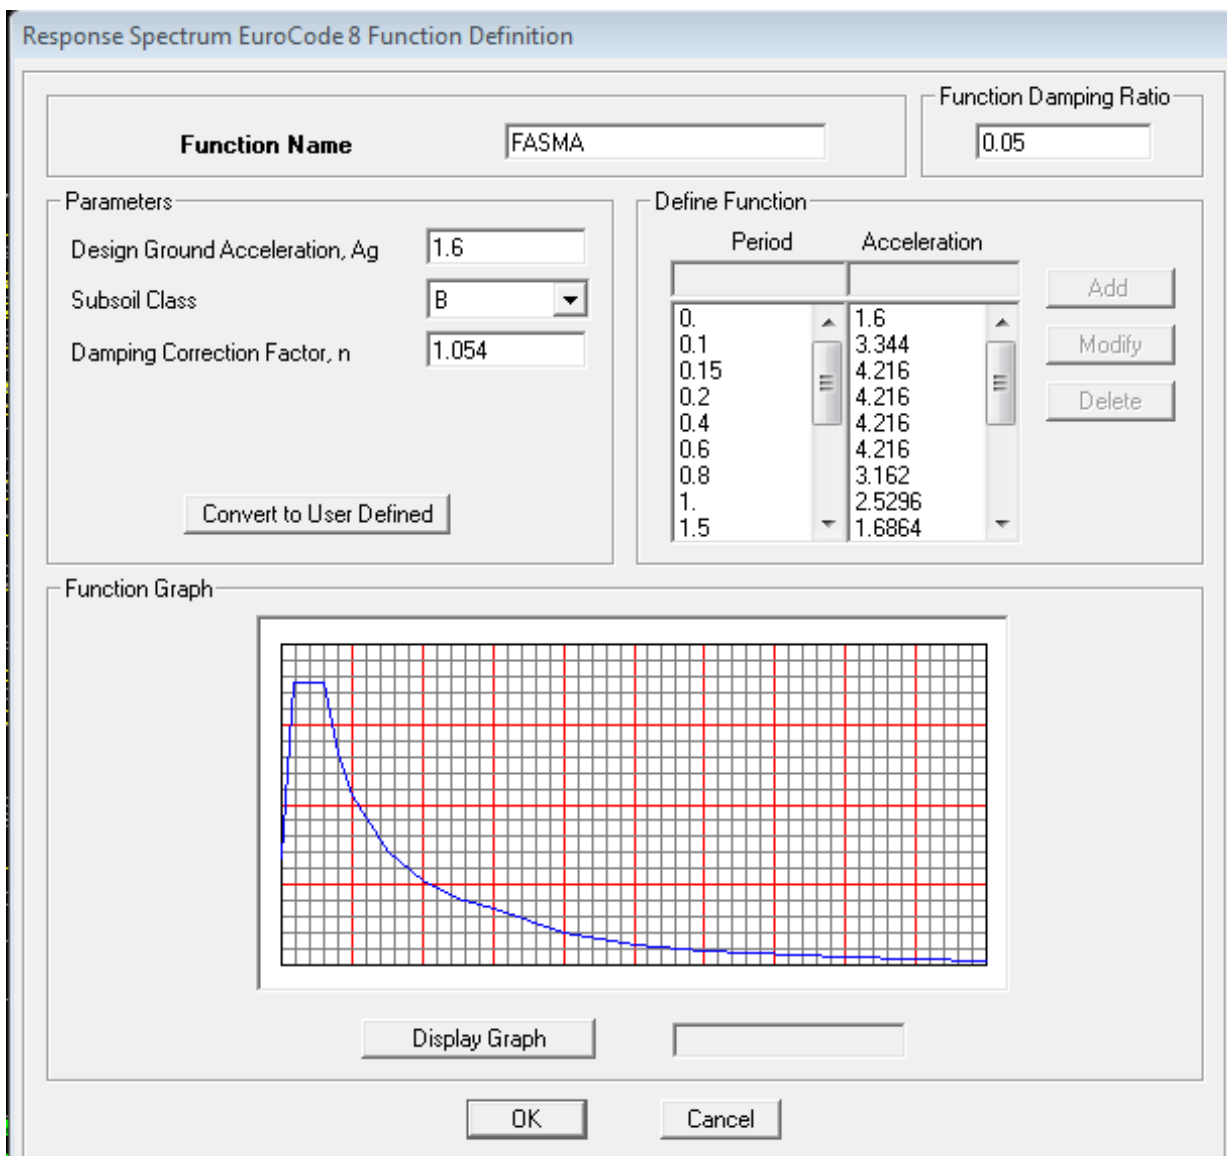 Response Spectrum EuroCode 8 Function Definition
Function Damping Ratio
Function Name FASMA 0.05
Parameters
Design Ground Acceleration, Ag 1.6
Subsoil Class B
Damping Correction Factor, n 1.054
Convert to User Defined
Define Function
Period Acceleration
0. 1.6
0.1 3.344
0.15 4.216
0.2 4.216
0.4 4.216
0.6 4.216
0.8 3.162
1. 2.5296
1.5 1.6864
Add
Modify
Delete
Function Graph
Display Graph
OK Cancel